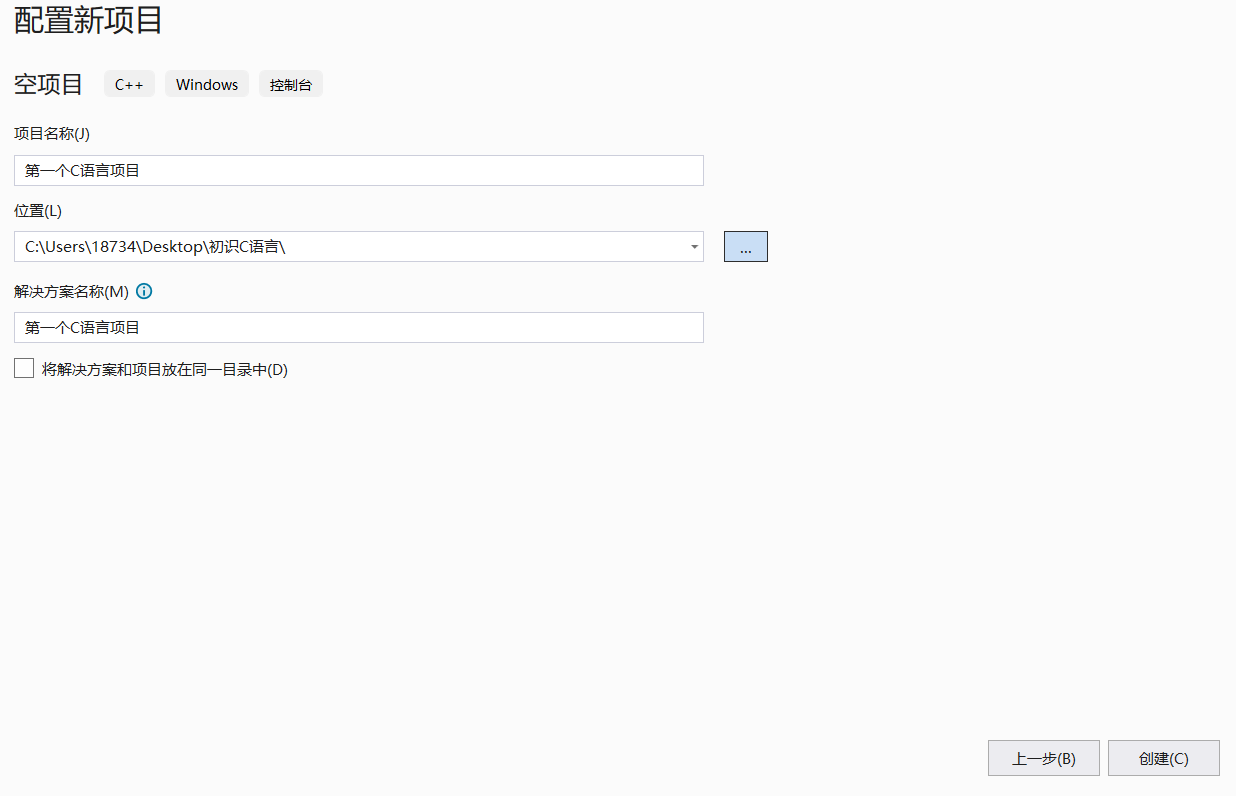 配置新项目
空项目 C++ Windows 控制台
项目名称(J)
第一个C语言项目
位置(L)
C:\Users\18734\Desktop\初识C语言\
...
解决方案名称(M)
第一个C语言项目
将解决方案和项目放在同一目录中(D)
上一步(B) 创建(C)